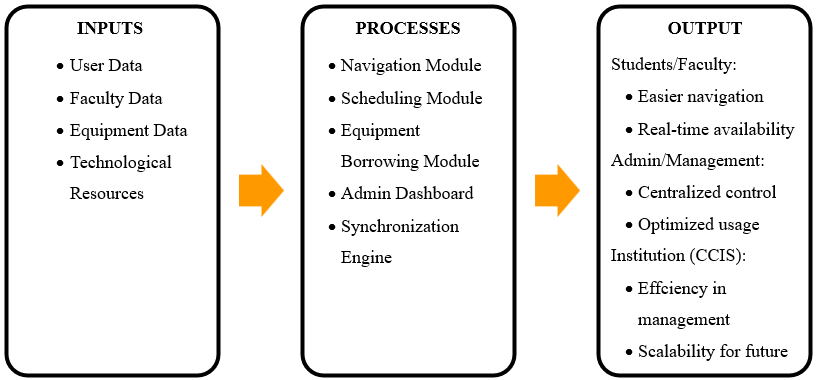 INPUTS
• User Data
• Faculty Data
• Equipment Data
• Technological
Resources
PROCESSES
• Navigation Module
• Scheduling Module
• Equipment
Borrowing Module
• Admin Dashboard
• Synchronization
Engine
OUTPUT
Students/Faculty:
• Easier navigation
• Real-time availability
Admin/Management:
• Centralized control
• Optimized usage
Institution (CCIS):
• Effciency in
management
• Scalability for future